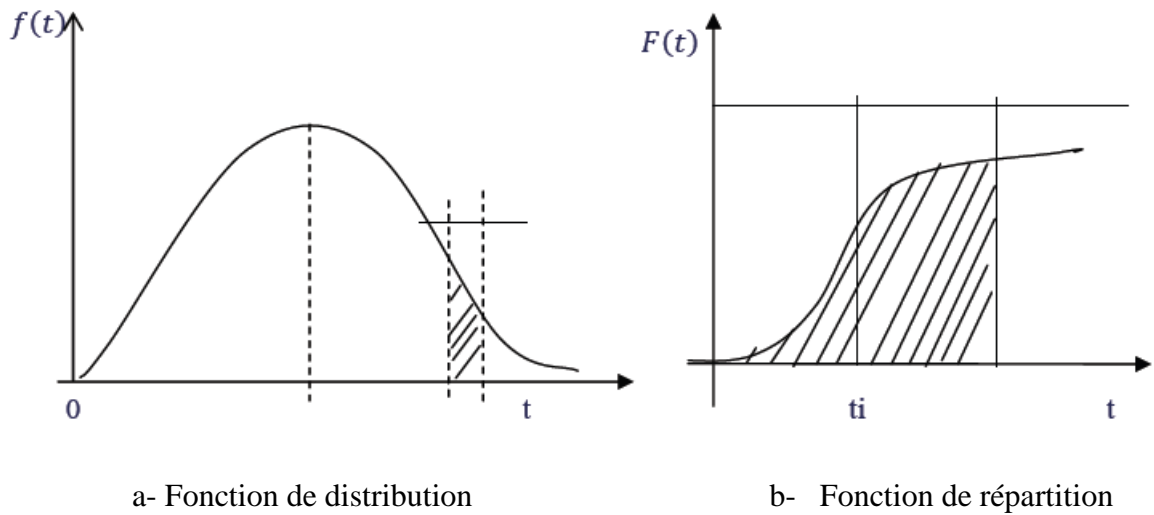 f(t)
0
t
a- Fonction de distribution
F(t)
ti
t
b- Fonction de répartition